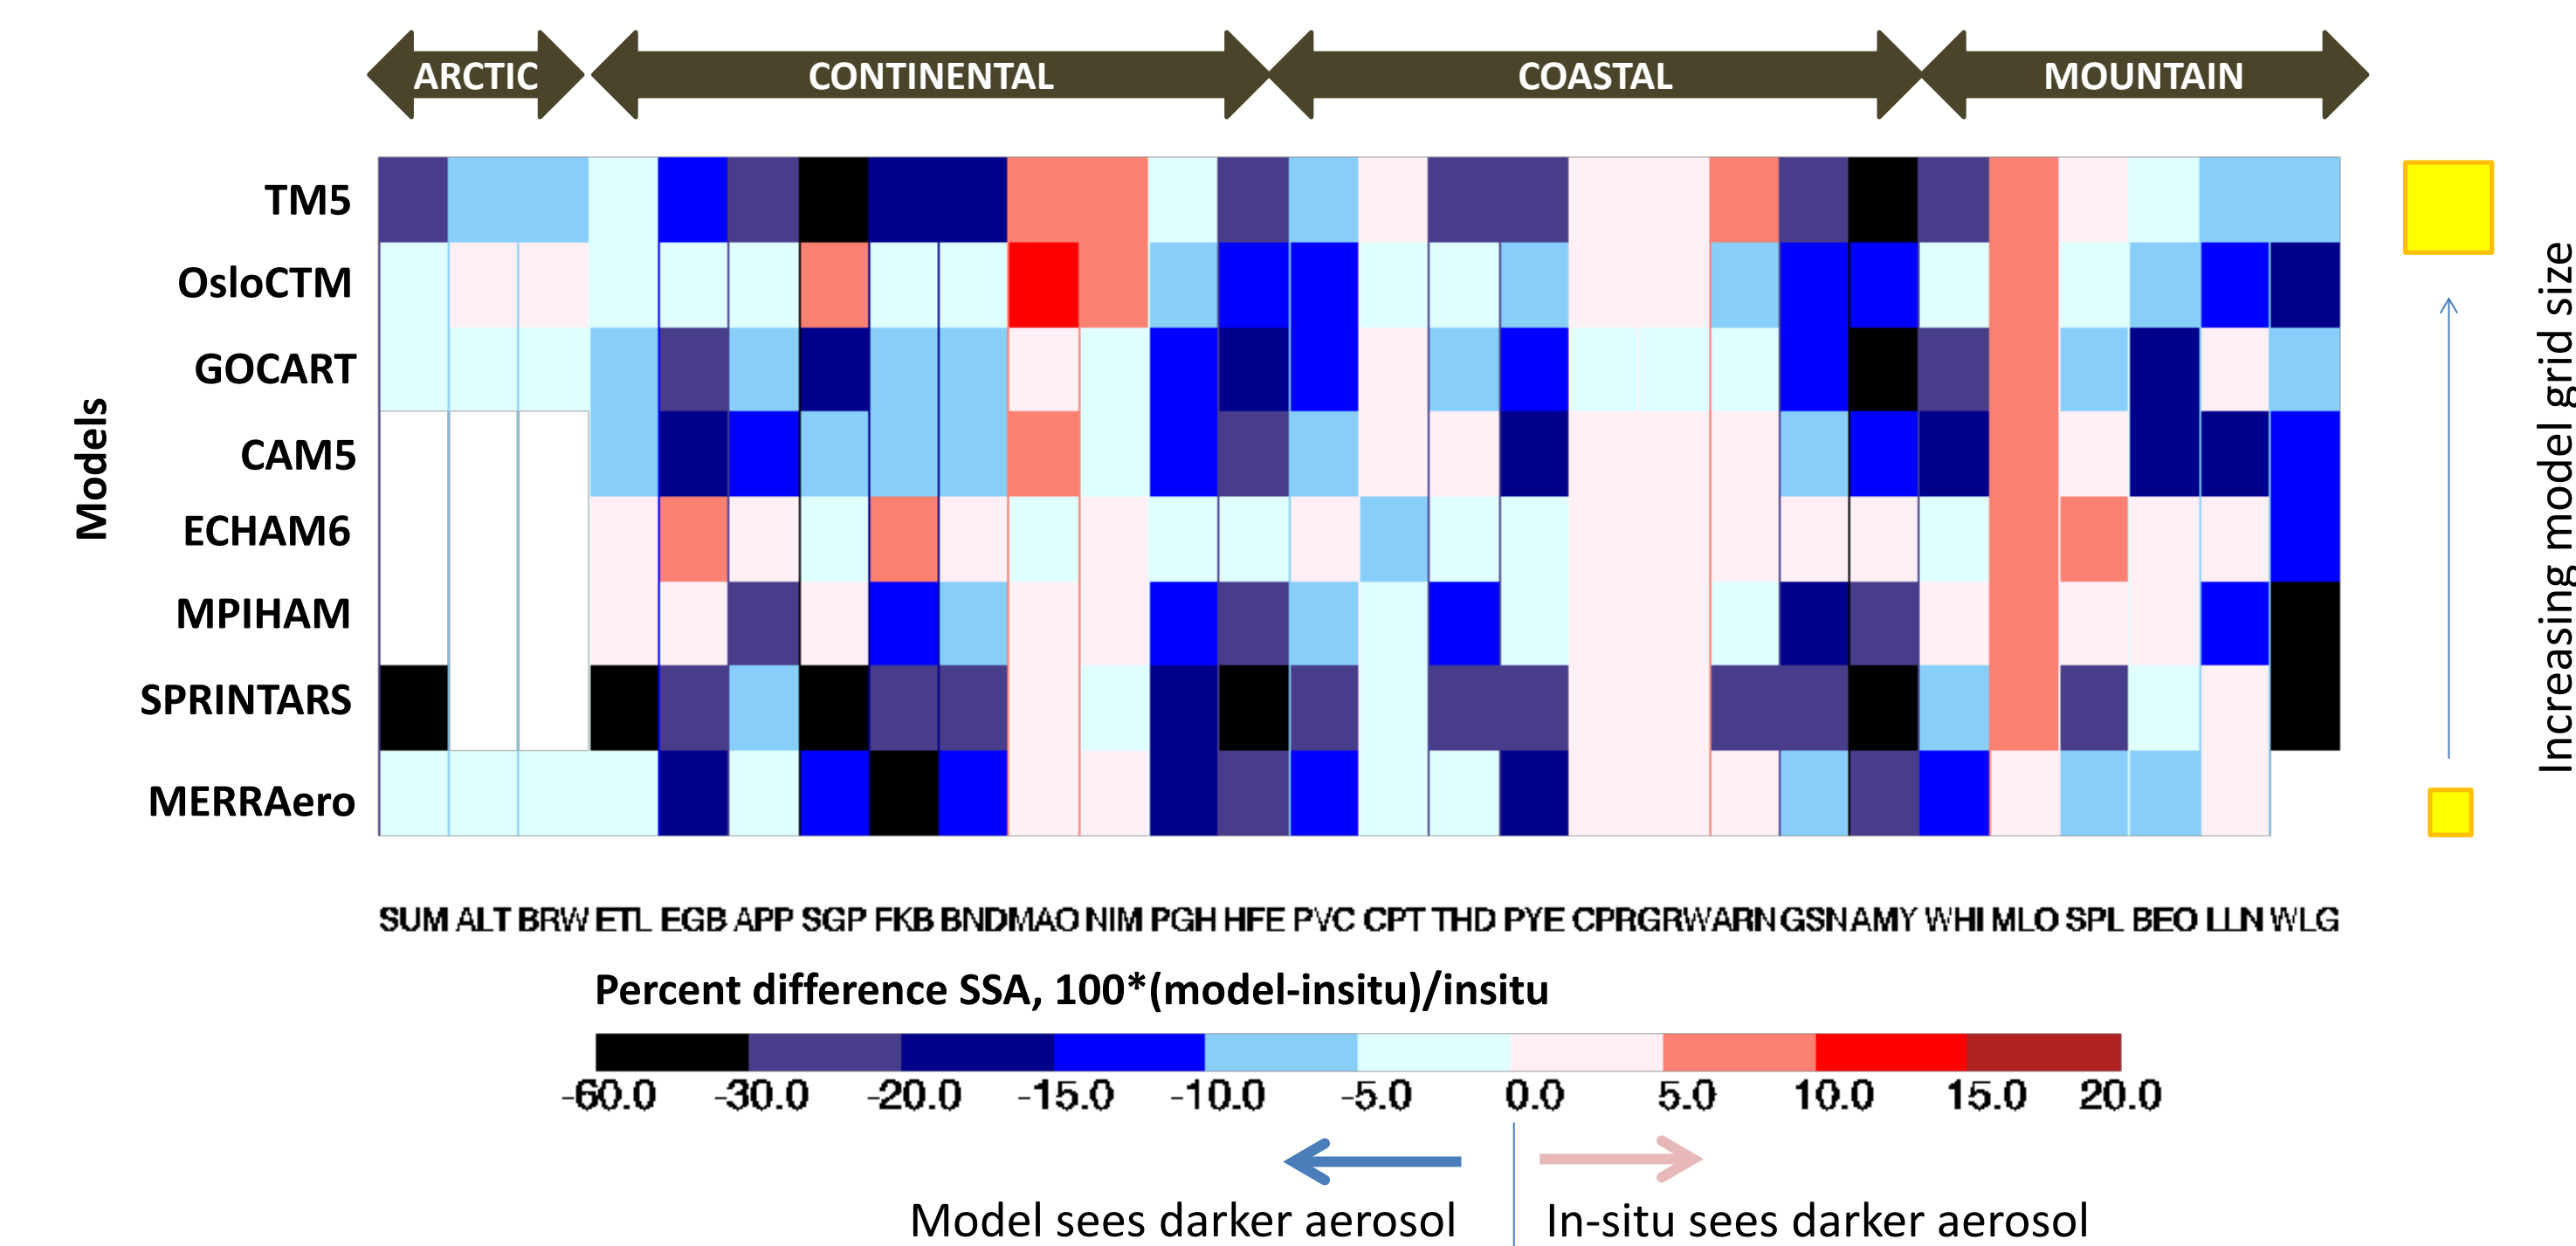 ARCTIC CONTINENTAL COASTAL MOUNTAIN
Models
TM5
OsloCTM
GOCART
CAM5
ECHAM6
MPIHAM
SPRINTARS
MERRAero
Increasing model grid size
SUM ALT BRW ETL EGB APP SGP FKB BND MAO NIM PGH HFE PVC CPT THD PYE CPR GRW ARN GSN AMY WHI MLO SPL BEO LLN WLG
Percent difference SSA, 100*(model-insitu)/insitu
-60.0 -30.0 -20.0 -15.0 -10.0 -5.0 0.0 5.0 10.0 15.0 20.0
Model sees darker aerosol In-situ sees darker aerosol